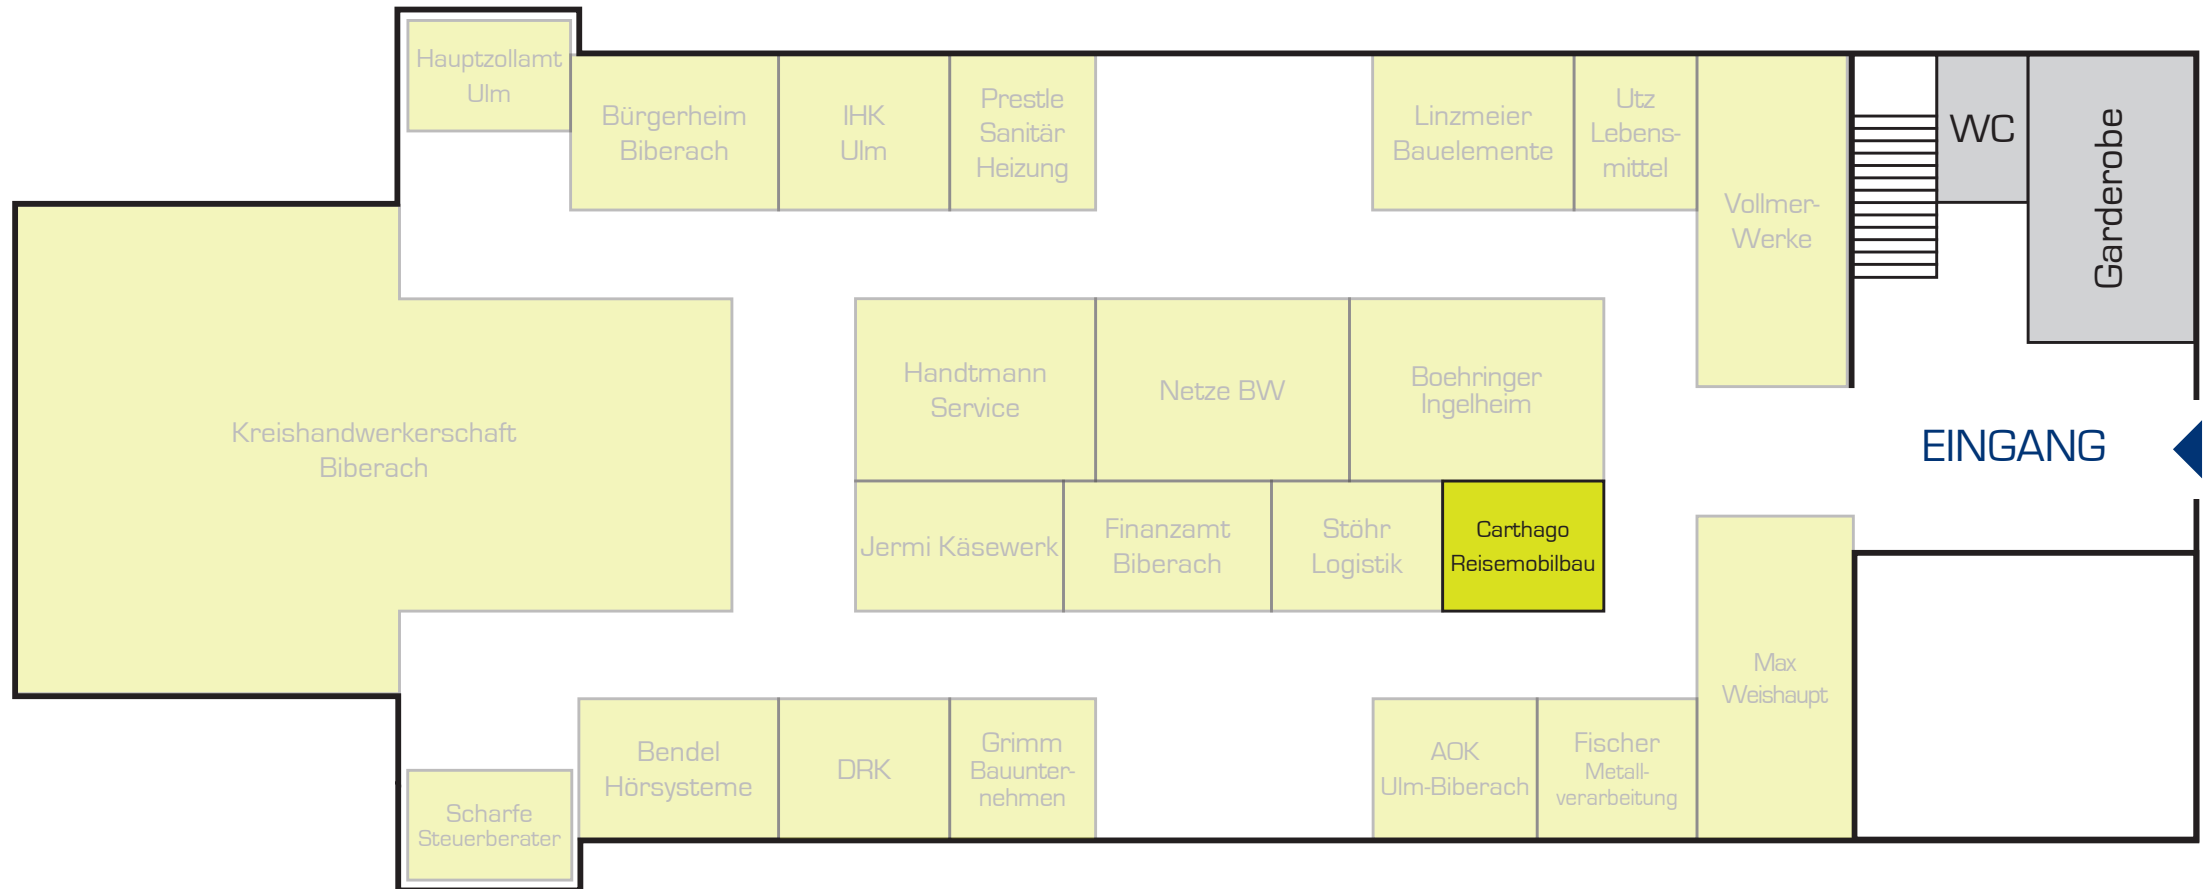 Hauptzollamt
Ulm
Bürgerheim
Biberach
IHK
Ulm
Prestle
Sanitär
Heizung
Linzmeier
Bauelemente
Utz
Lebens-
mittel
Vollmer-
Werke
WC
Garderobe
Kreishandwerkerschaft
Biberach
Handtmann
Service
Netze BW
Boehringer
Ingelheim
EINGANG
Jermi Käsewerk
Finanzamt
Biberach
Stöhr
Logistik
Carthago
Reisemobilbau
Max
Weishaupt
Scharfe
Steuerberater
Bendel
Hörsysteme
DRK
Grimm
Bauunter-
nehmen
AOK
Ulm-Biberach
Fischer
Metall-
verarbeitung